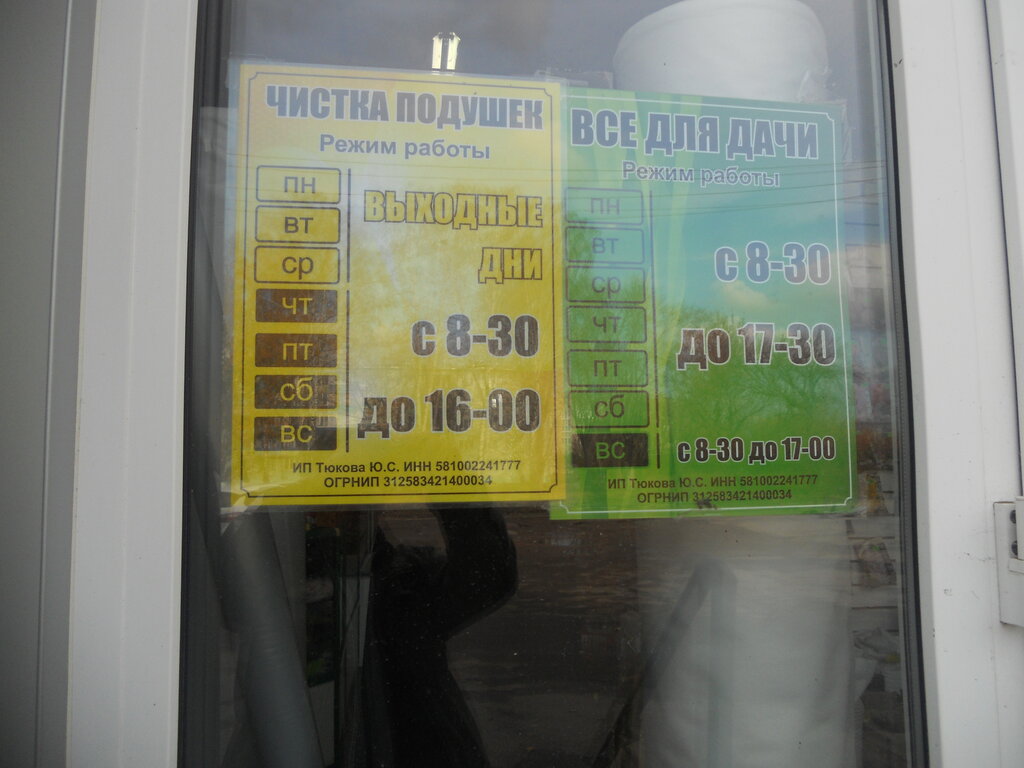 ЧИСТКА ПОДУШЕК
Режим работы
ПН
ВТ
СР
ЧТ
ПТ
СБ
ВС
ВЫХОДНЫЕ
ДНИ
с 8-30
до 16-00
ИП Тюкова Ю.С. ИНН 581002241777
ОГРНИП 312583421400034
ВСЕ ДЛЯ ДАЧИ
Режим работы
ПН
ВТ
СР
ЧТ
ПТ
СБ
ВС
с 8-30
до 17-30
с 8-30 до 17-00
ИП Тюкова Ю.С. ИНН 581002241777
ОГРНИП 312583421400034